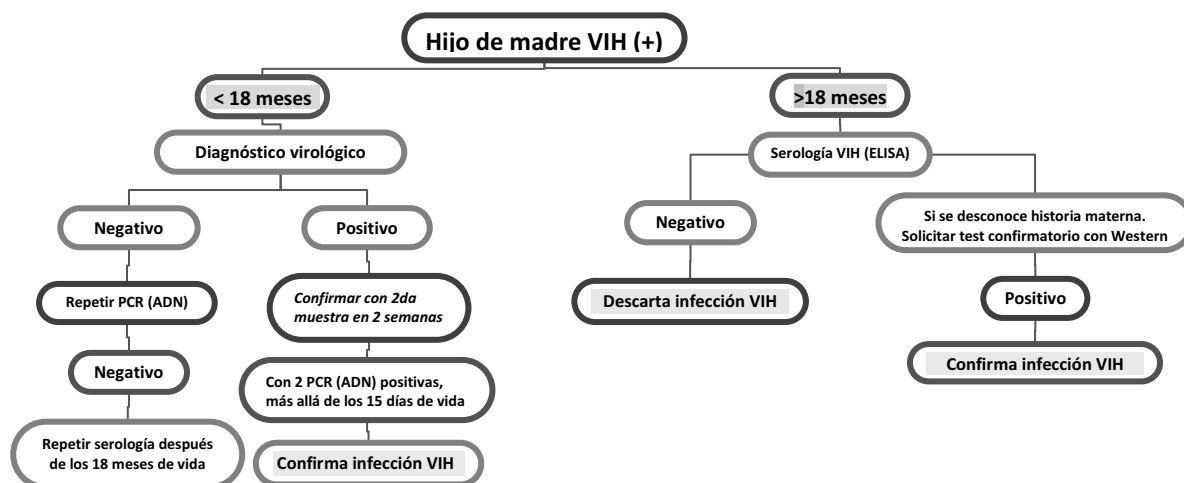 Hijo de madre VIH (+)
< 18 meses
>18 meses
Diagnóstico virológico
Serología VIH (ELISA)
Negativo
Positivo
Negativo
Si se desconoce historia materna.
Solicitar test confirmatorio con Western
Repetir PCR (ADN)
Confirmar con 2da
muestra en 2 semanas
Descarta infección VIH
Positivo
Negativo
Con 2 PCR (ADN) positivas,
más allá de los 15 días de vida
Confirma infección VIH
Repetir serología después
de los 18 meses de vida
Confirma infección VIH